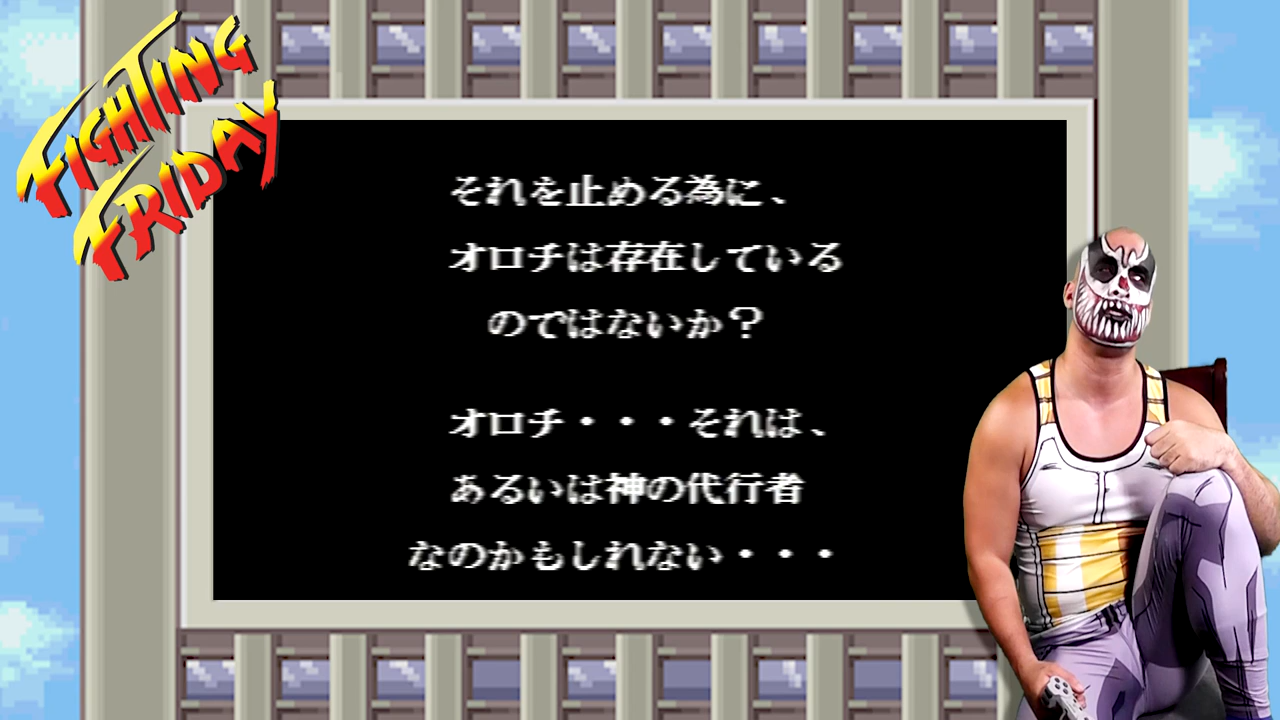 FIGHTING
FRIDAY
それを止める為に、
オロチは存在している
のではないか？
オロチ・・・それは、
あるいは神の代行者
なのかもしれない・・・